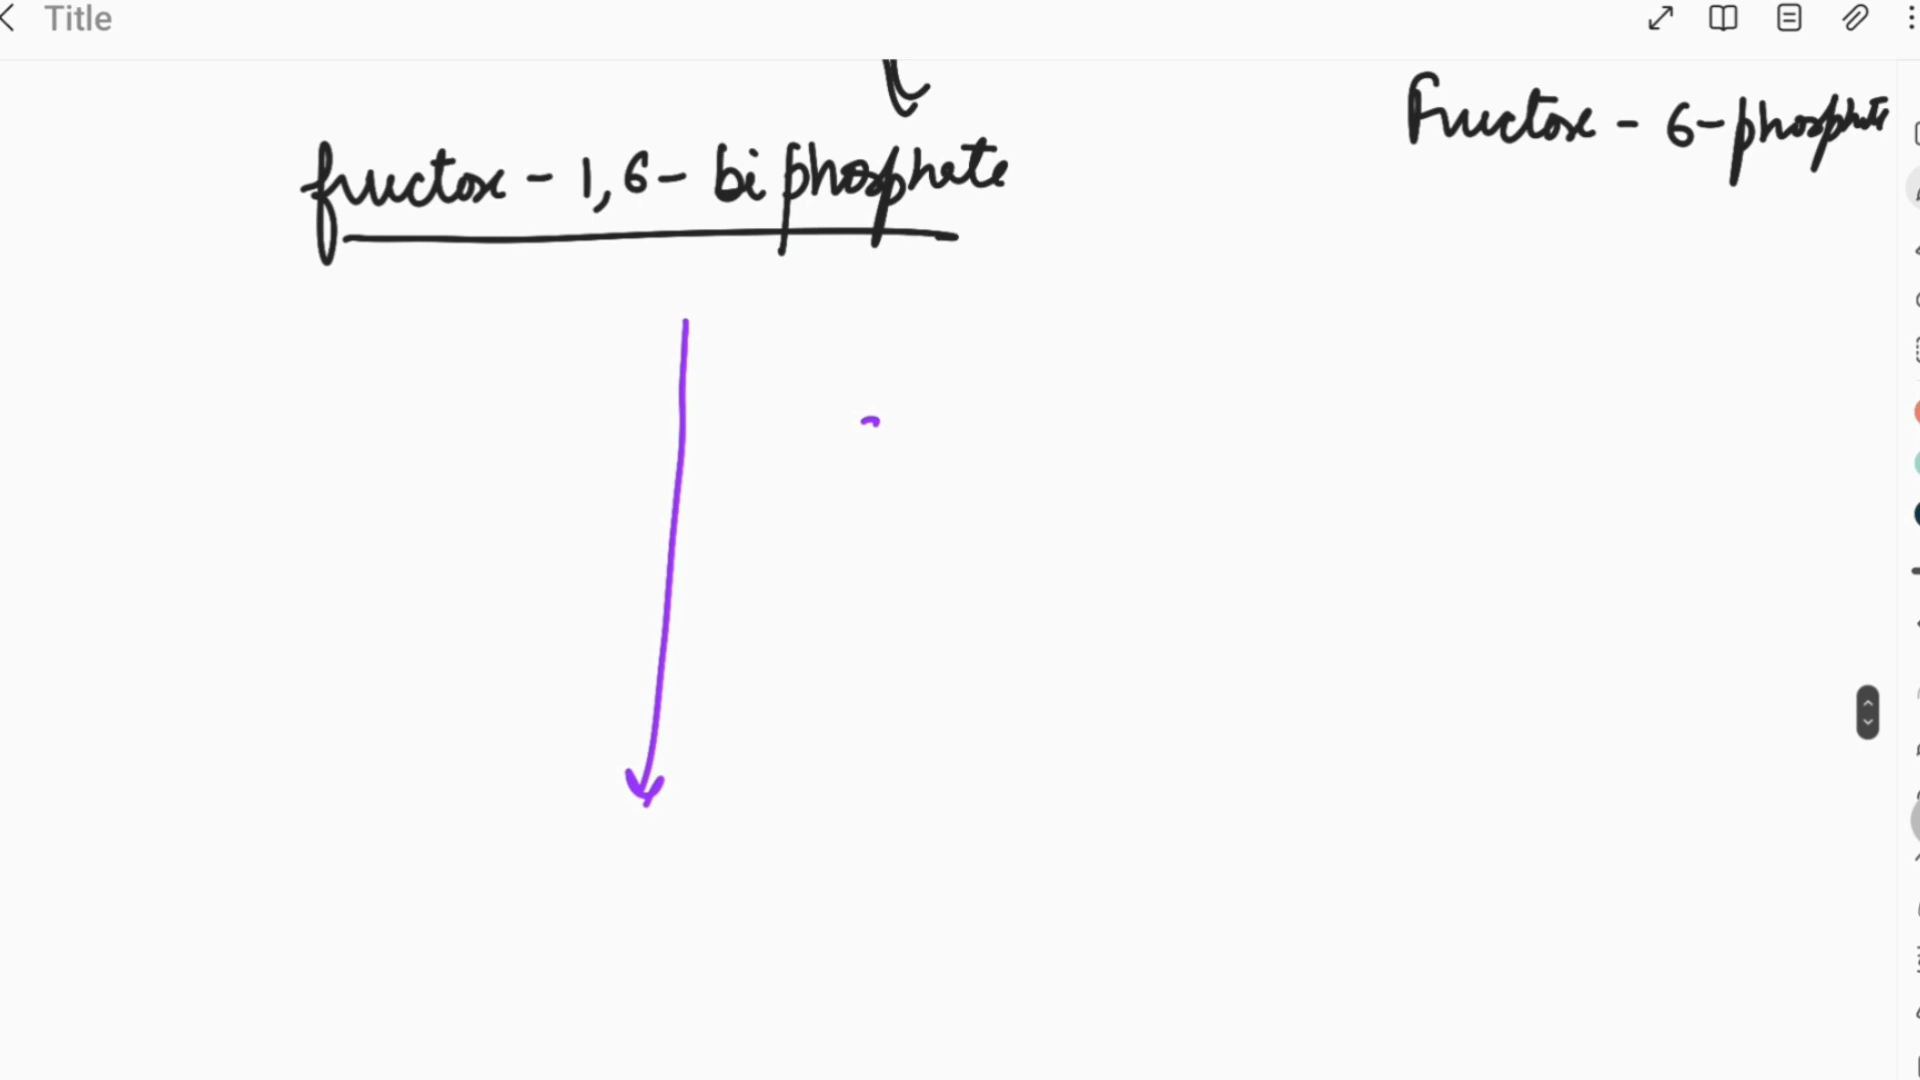 Title
Fructose - 6-phosphate
fructose - 1,6- bi phosphate